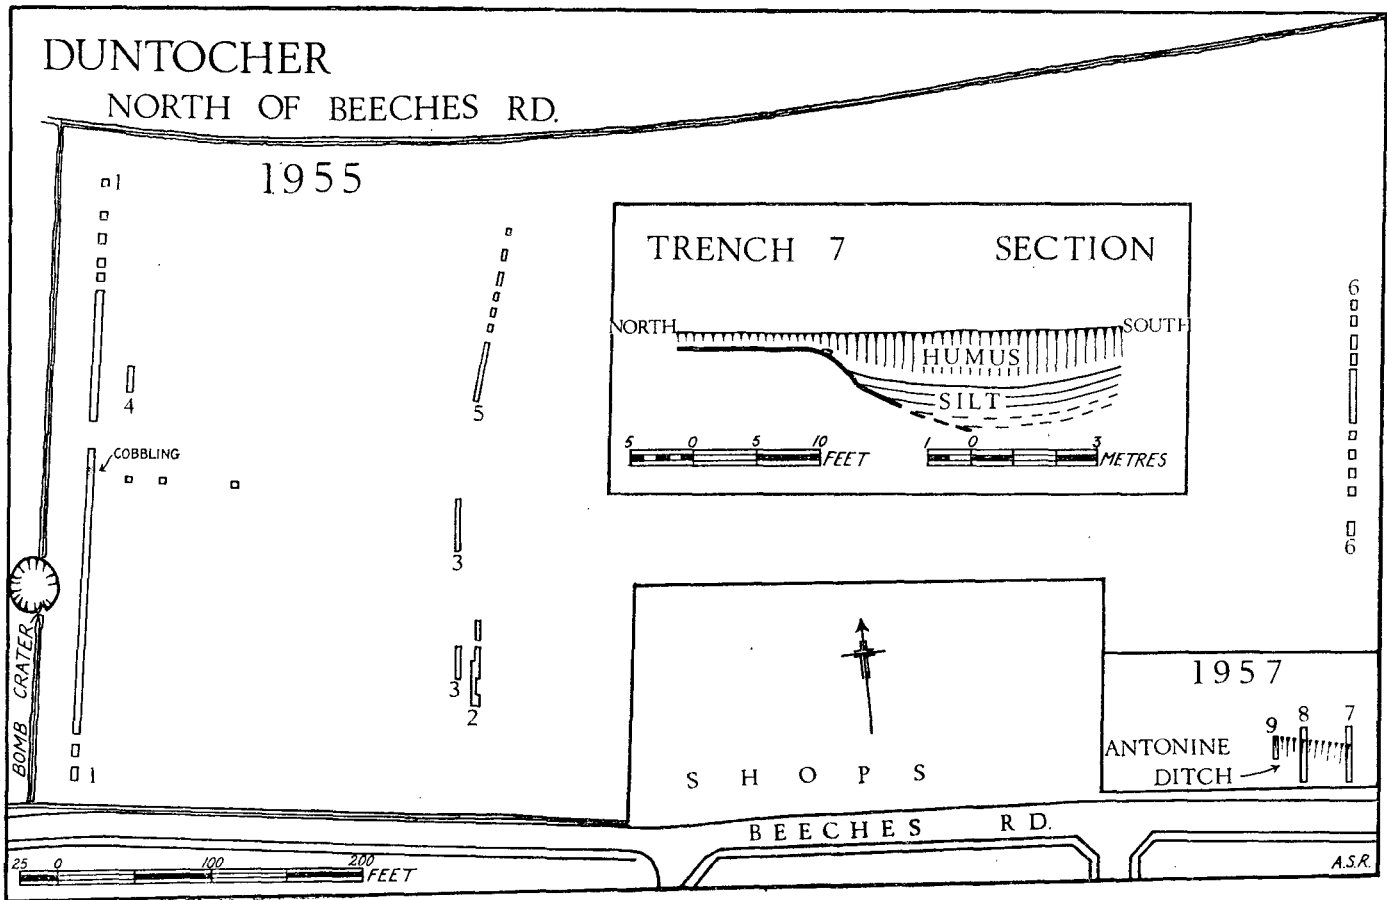 DUNTOCHER
NORTH OF BEECHES RD.
1955
1
4
COBBLING
5
3
3
2
1
BOMB CRATER
TRENCH 7 SECTION
NORTH
SOUTH
HUMUS
SILT
5 0 5 10
FEET
1 0 3
METRES
6
6
1957
9 8 7
ANTONINE
DITCH
SHOPS
BEECHES RD.
25 0 100 200
FEET
A.S.R.